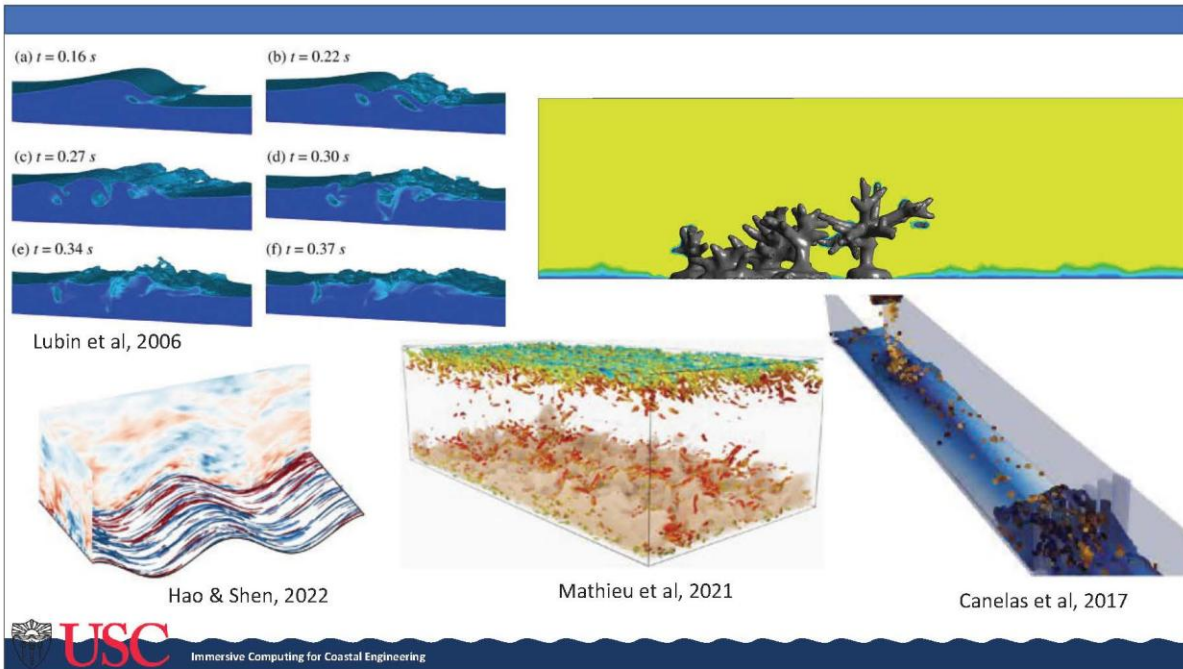 (a) t = 0.16 s
(b) t = 0.22 s
(c) t = 0.27 s
(d) t = 0.30 s
(e) t = 0.34 s
(f) t = 0.37 s
Lubin et al, 2006
Hao & Shen, 2022
Mathieu et al, 2021
Canelas et al, 2017
USC
Immersive Computing for Coastal Engineering